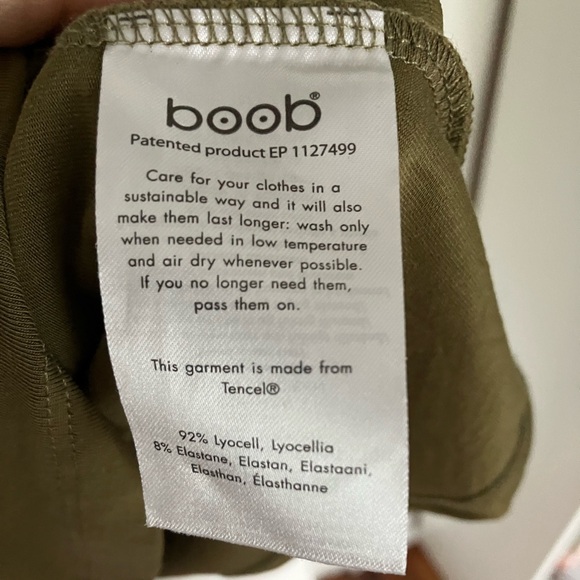 boob®
Patented product EP 1127499
Care for your clothes in a
sustainable way and it will also
make them last longer: wash only
when needed in low temperature
and air dry whenever possible.
If you no longer need them,
pass them on.
This garment is made from
Tencel®
92% Lyocell, Lyocellia
8% Elastane, Elastan, Elastaani,
Elasthan, Élasthanne